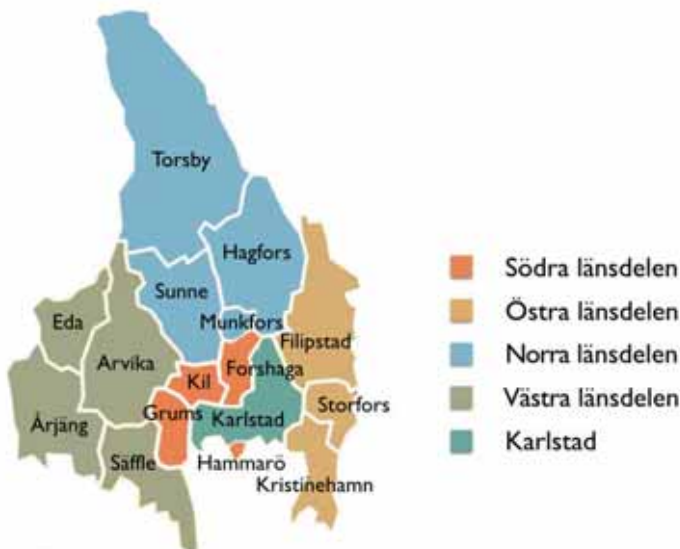 Torsby
Hagfors
Sunne
Munkfors
Eda
Filipstad
Arvika
Forshaga
Kil
Storfors
Grums
Karlstad
Årjäng
Säffle
Hammarö
Kristinehamn
Södra länsdelen
Östra länsdelen
Norra länsdelen
Västra länsdelen
Karlstad